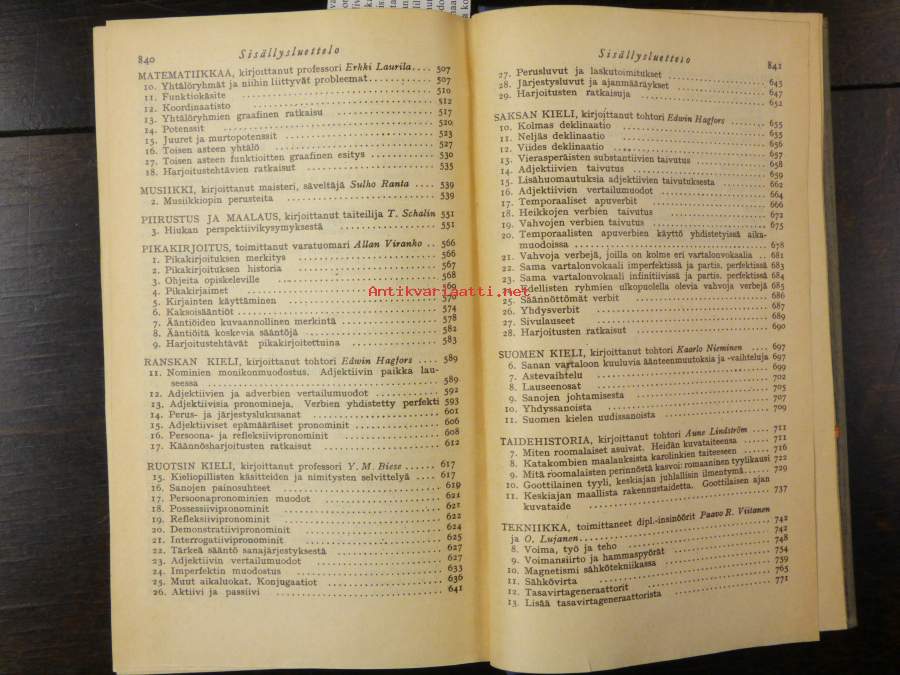 840 Sisällysluettelo
MATEMATIIKKAA, kirjoittanut professori Erkki Laurila.... 507
10. Yhtälöryhmät ja niihin liittyvät probleemat 507
11. Funktiokäsite 510
12. Koordinaatisto 512
13. Yhtälöryhmien graafinen ratkaisu 517
14. Potenssit 520
15. Juuret ja murtopotenssit 523
16. Toisen asteen yhtälö 527
17. Toisen asteen funktioitten graafinen esitys 530
18. Harjoitustehtävien ratkaisut 535
MUSIIKKI, kirjoittanut maisteri, säveltäjä Sulho Ranta .... 539
2. Musiikkiopin perusteita 539
PIIRUSTUS JA MAALAUS, kirjoittanut taiteilija T. Schalin 551
3. Hiukan perspektiivikysymyksestä 551
PIKAKIRJOITUS, toimittanut varatuomari Allan Viranko .. 566
1. Pikakirjoituksen merkitys 566
2. Pikakirjoituksen historia 567
3. Ohjeita opiskeleville 568
4. Pikakirjaimet 569
5. Kirjainten käyttäminen 570
6. Kaksoisääntiöt 574
7. Ääntiöiden kuvaannollinen merkintä 578
8. Ääntiöitä koskevia sääntöjä 582
9. Harjoitustehtävät pikakirjoitettuina 583
RANSKAN KIELI, kirjoittanut tohtori Edwin Hagfors .... 589
11. Nominien monikonmuodostus. Adjektiivin paikka lau-
seessa 589
12. Adjektiivien ja adverbien vertailumuodot 592
13. Adjektiivisia pronomineja. Verbien yhdistetty perfekti 593
14. Perus- ja järjestyslukusanat 601
15. Adjektiiviset epämääräiset pronominit 606
16. Persoona- ja refleksiivipronominit 608
17. Käännösharjoitusten ratkaisut 612
RUOTSIN KIELI, kirjoittanut professori Y. M. Biese ...... 617
15. Kieliopillisten käsitteiden ja nimitysten selvittelyä .... 617
16. Sanojen painosuhteet 619
17. Persoonapronominien muodot 621
18. Possessiivipronominit 621
19. Refleksiivipronominit 622
20. Demonstratiivipronominit 624
21. Interrogatiivipronominit 625
22. Tärkeä sääntö sanajärjestyksestä 627
23. Adjektiivin vertailumuodot 627
24. Imperfektin muodostus 633
25. Muut aikaluokat. Konjugaatiot 636
26. Aktiivi ja passiivi 641
Sisällysluettelo 841
27. Perusluvut ja laskutoimitukset 645
28. Järjestysluvut ja ajanmääräykset 647
29. Harjoitusten ratkaisuja 652
SAKSAN KIELI, kirjoittanut tohtori Edwin Hagfors ...... 655
10. Kolmas deklinaatio 655
11. Neljäs deklinaatio 656
12. Viides deklinaatio 657
13. Vierasperäisten substantiivien taivutus 658
14. Adjektiivien taivutus 659
15. Lisähuomautuksia adjektiivien taivutuksesta 662
16. Adjektiivien vertailumuodot 664
17. Temporaaliset apuverbit 666
18. Heikkojen verbien taivutus 671
19. Vahvojen verbien taivutus 675
20. Temporaalisten apuverbien käyttö yhdistetyissä aika-
muodoissa 678
21. Vahvoja verbejä, joilla on kolme eri vartalonvokaalia .. 681
22. Sama vartalonvokaali imperfektissä ja partis. perfektissä 683
23. Sama vartalonvokaali infinitiivissä ja partis. perfektissä 684
24. Edellisten ryhmien ulkopuolella olevia vahvoja verbejä 685
25. Säännöttömät verbit 686
26. Yhdysverbit 687
27. Sivulauseet 689
28. Harjoitusten ratkaisut 690
SUOMEN KIELI, kirjoittanut tohtori Kaarlo Nieminen .... 697
6. Sanan vartaloon kuuluvia äänteenmuutoksia ja -vaihteluja 697
7. Astevaihtelu 699
8. Lauseenosat 702
9. Sanojen johtamisesta 705
10. Yhdyssanoista 707
11. Suomen kielen uudissanoista 709
TAIDEHISTORIA, kirjoittanut tohtori Aune Lindström .... 711
7. Miten roomalaiset asuivat. Heidän kuvataiteensa 711
8. Katakombien maalauksista karolinkien taiteeseen 716
9. Mitä roomalaisten perinnöstä kasvoi: romaaninen tyylikausi 722
10. Goottilainen tyyli, keskiajan juhlallisin ilmentymä 729
11. Keskiajan maallista rakennustaidetta. Goottilaisen ajan
kuvataide 737
TEKNIIKKA, toimittaneet dipl.-insinöörit Paavo R. Viitanen
ja O. Lujanen 742
8. Voima, työ ja teho 742
9. Voimansiirto ja hammaspyörät 748
10. Magnetismi sähkötekniikassa 754
11. Sähkövirta 759
12. Tasavirtageneraattorit 765
13. Lisää tasavirtageneraattorista 771
Antikvariaatti.net